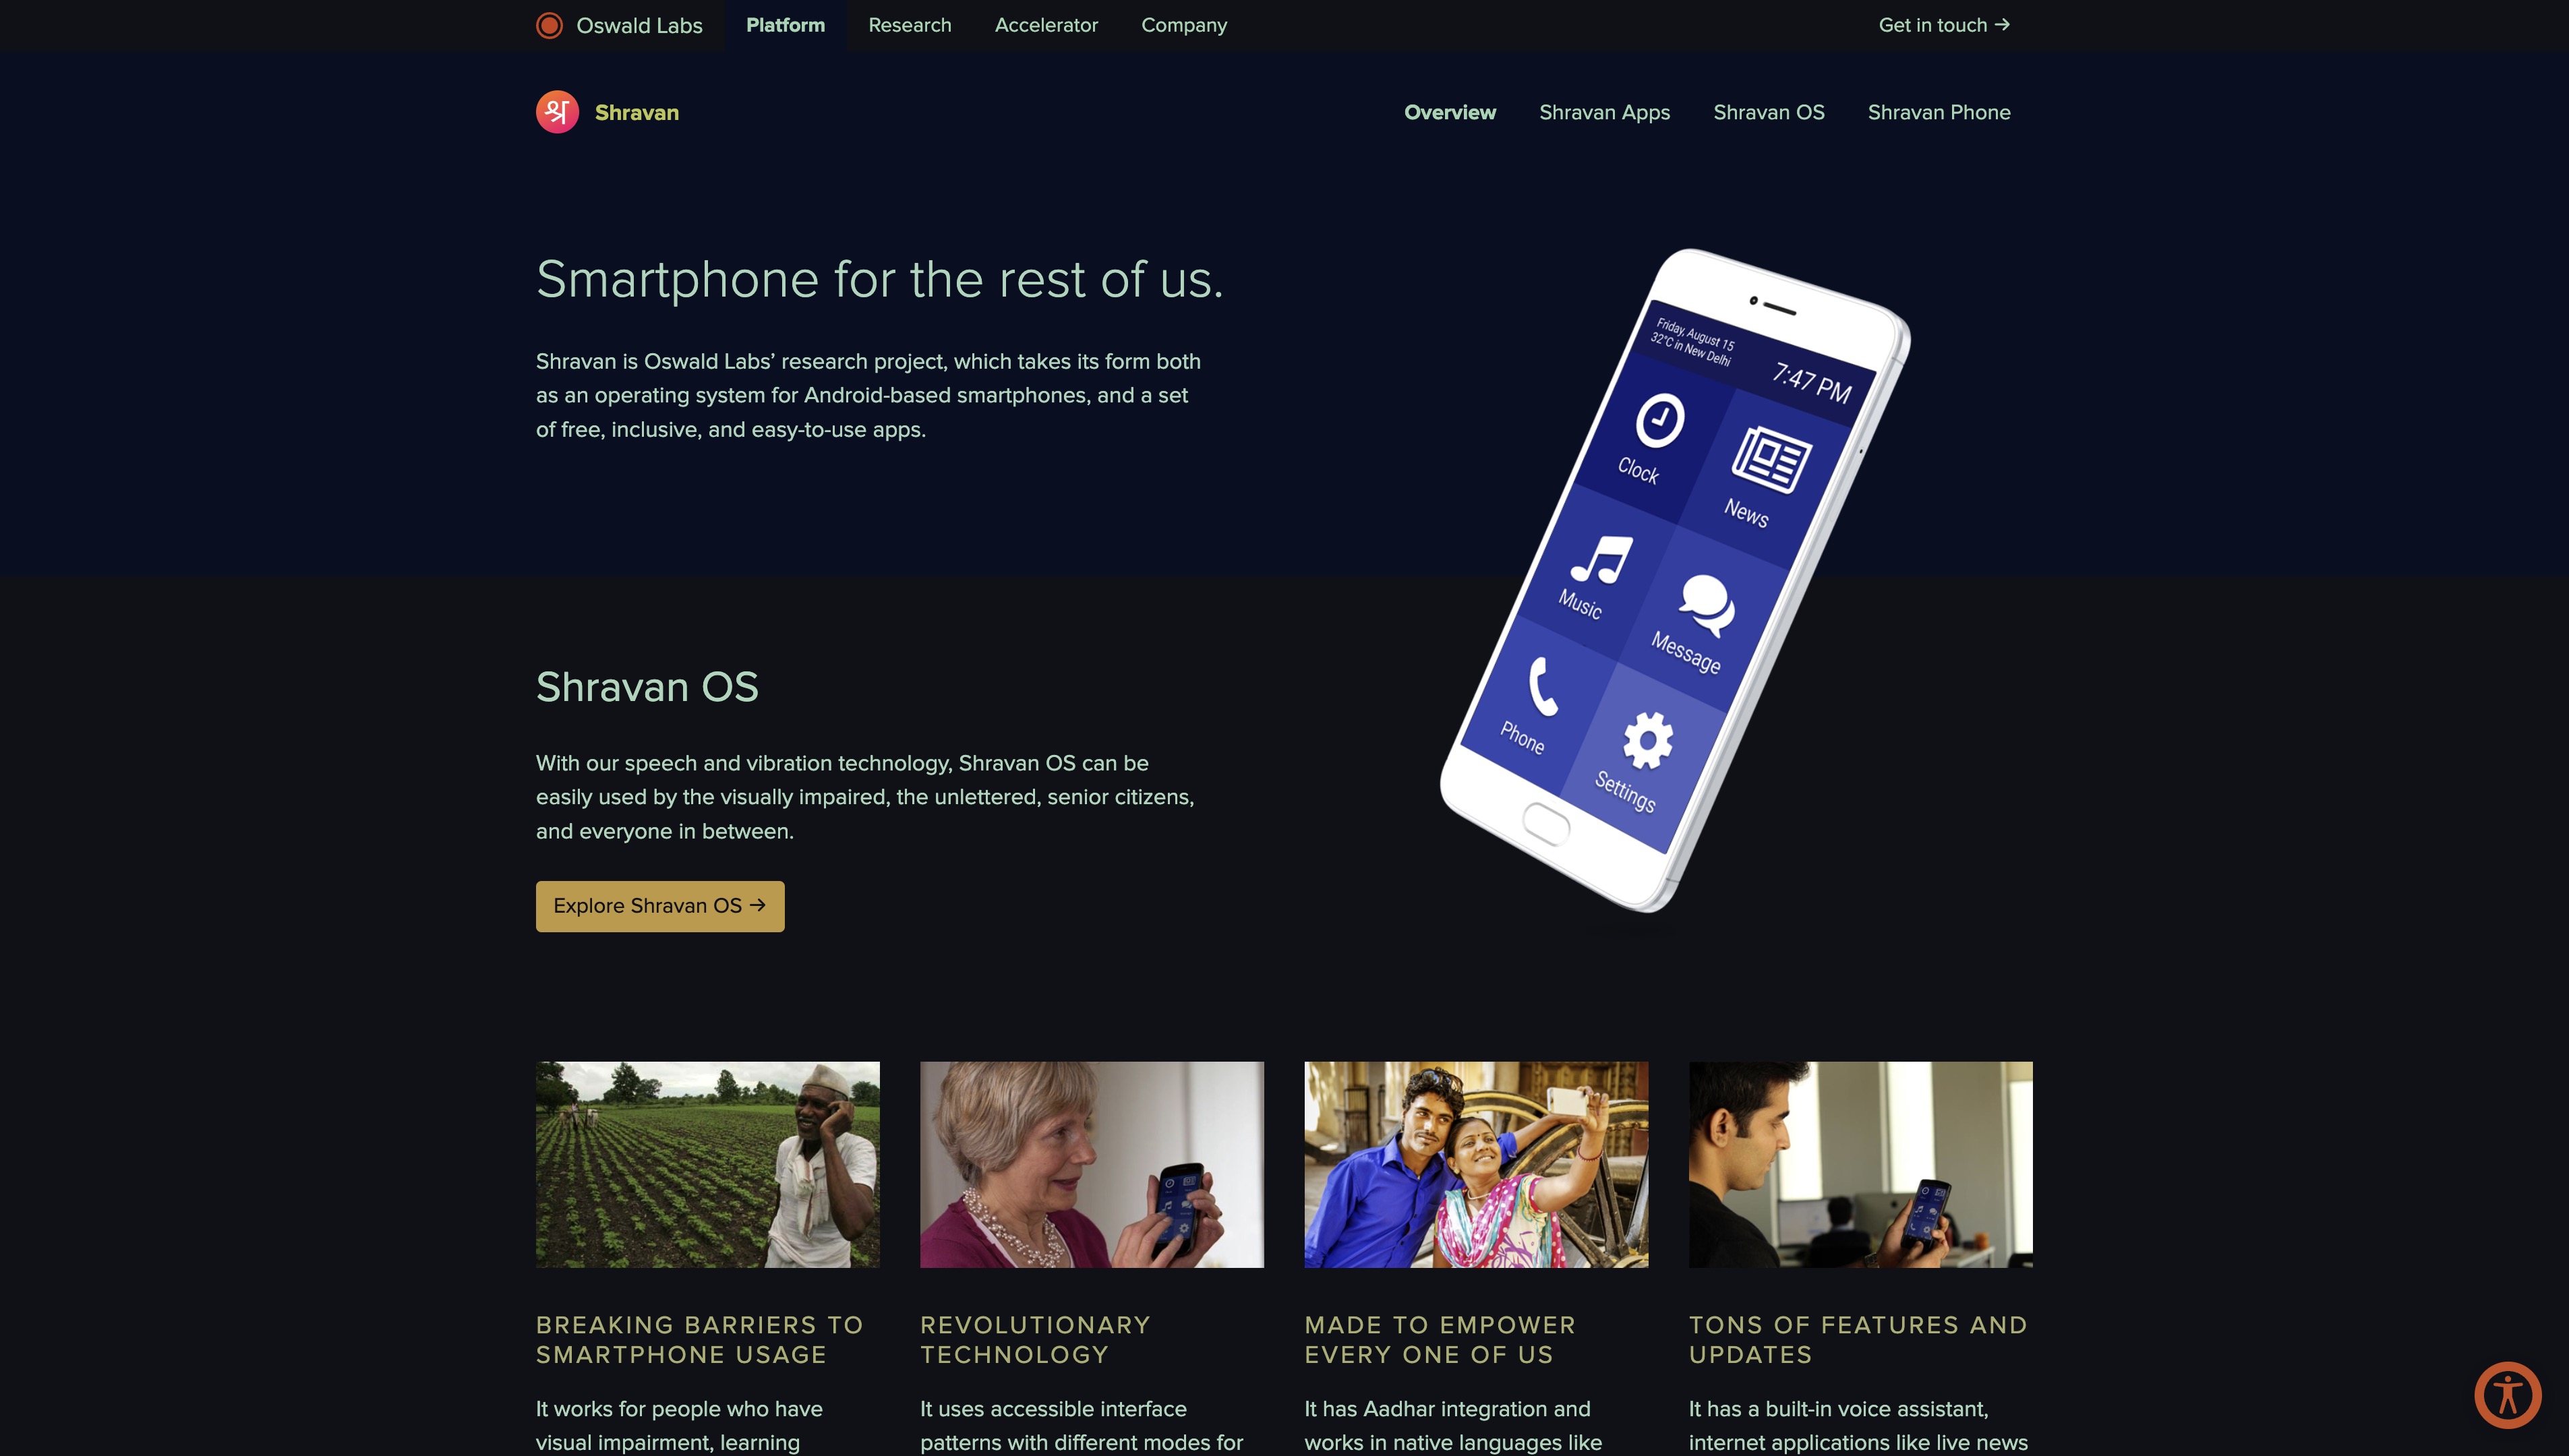 Oswald Labs
Platform
Research
Accelerator
Company
Get in touch →
श्र
Shravan
Overview
Shravan Apps
Shravan OS
Shravan Phone
Smartphone for the rest of us.
Shravan is Oswald Labs’ research project, which takes its form both
as an operating system for Android-based smartphones, and a set
of free, inclusive, and easy-to-use apps.
Friday, August 15
32°C in New Delhi
7:47 PM
Clock
News
Music
Message
Phone
Settings
Shravan OS
With our speech and vibration technology, Shravan OS can be
easily used by the visually impaired, the unlettered, senior citizens,
and everyone in between.
Explore Shravan OS →
BREAKING BARRIERS TO
SMARTPHONE USAGE
It works for people who have
visual impairment, learning
REVOLUTIONARY
TECHNOLOGY
It uses accessible interface
patterns with different modes for
MADE TO EMPOWER
EVERY ONE OF US
It has Aadhar integration and
works in native languages like
TONS OF FEATURES AND
UPDATES
It has a built-in voice assistant,
internet applications like live news